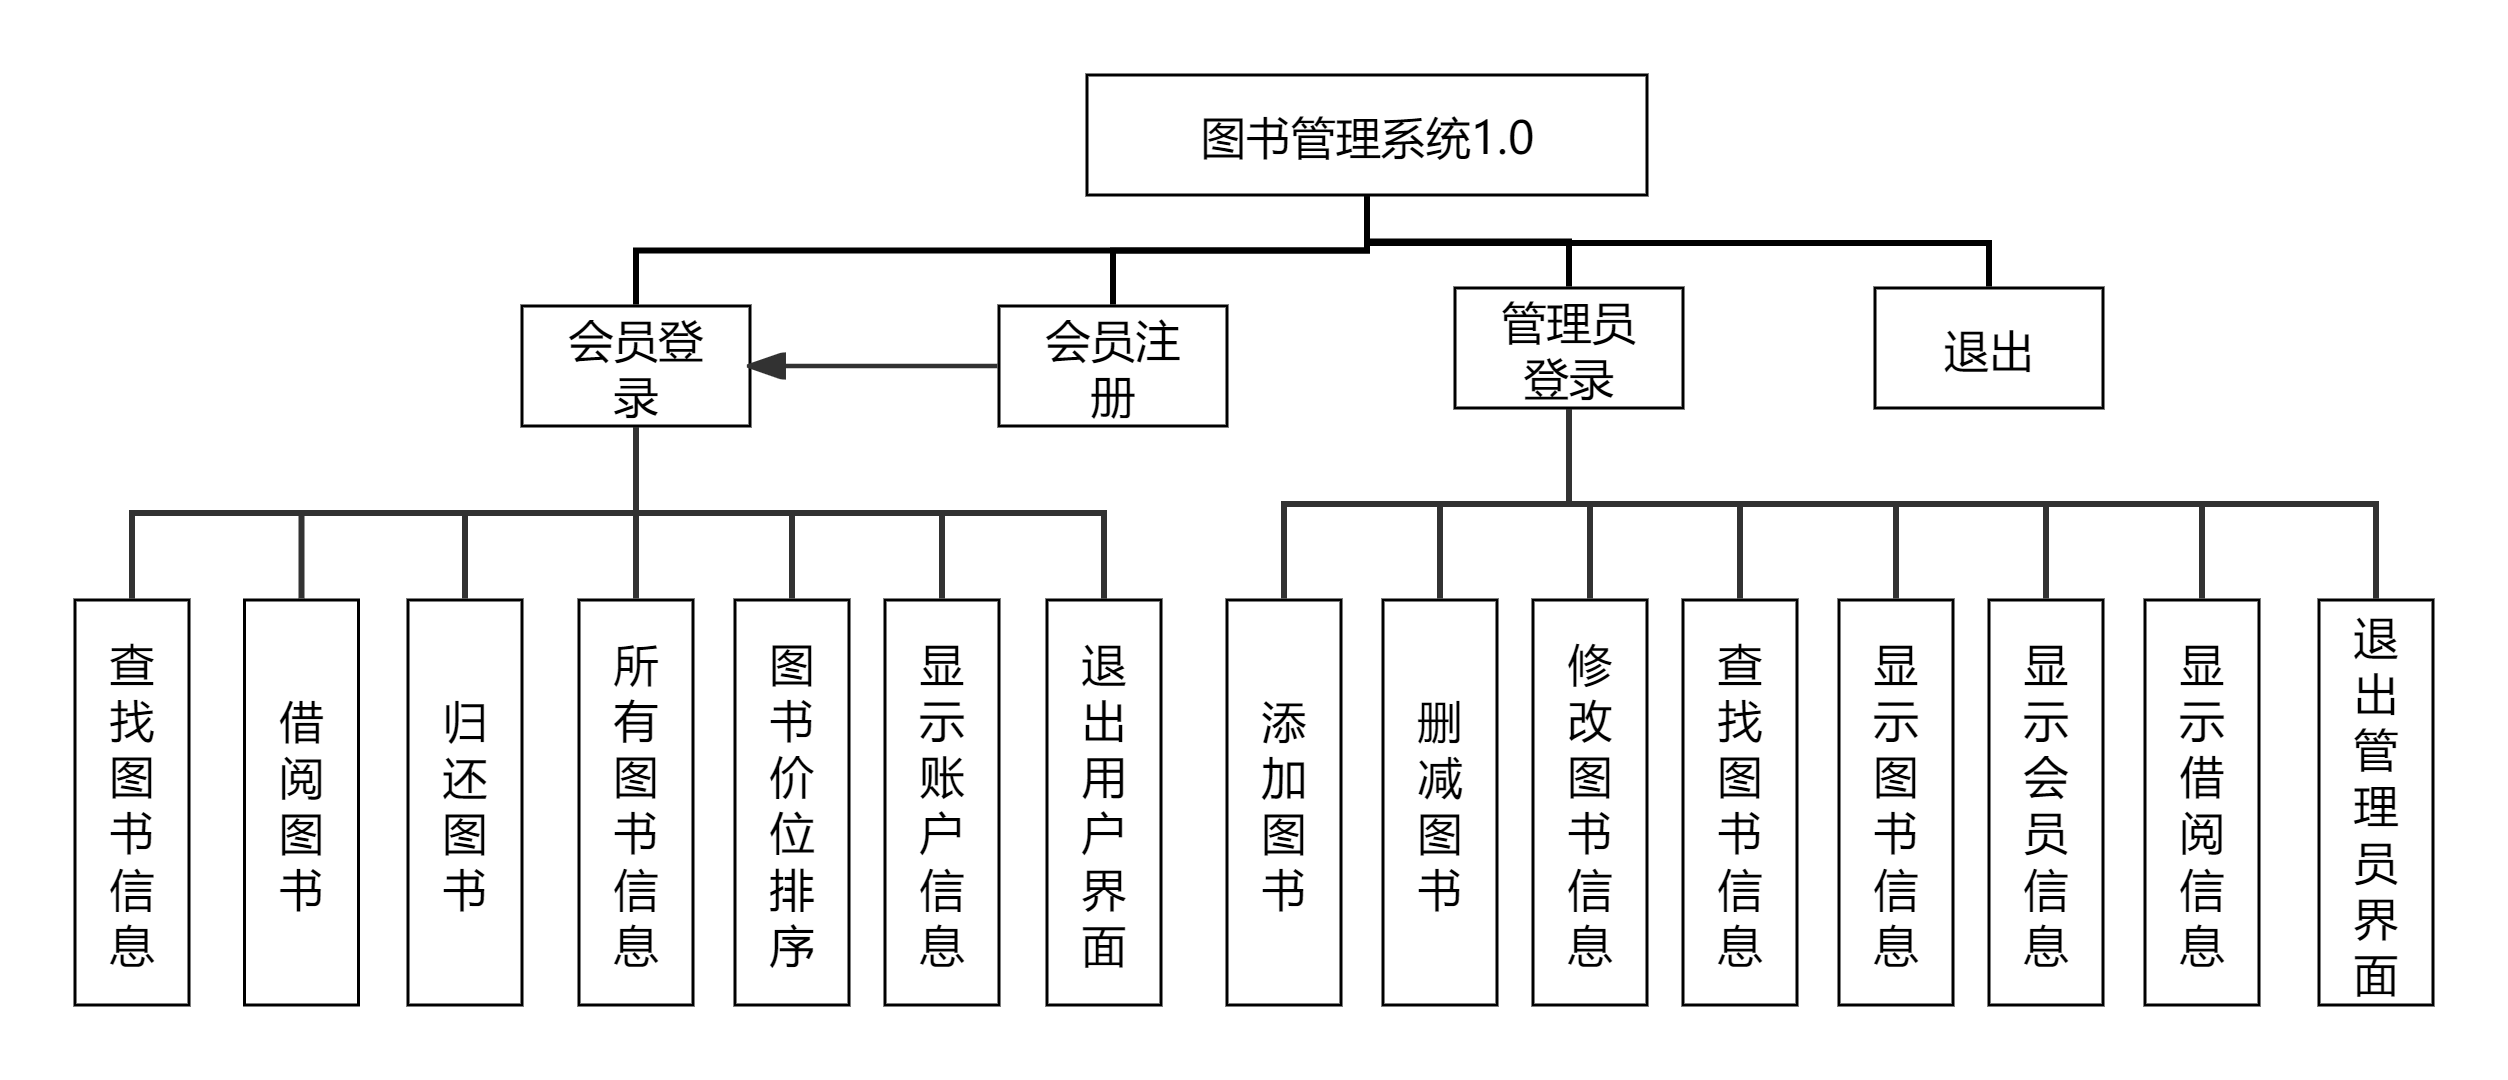 图书管理系统1.0
会员登
录
会员注
册
管理员
登录
退出
查找图书信息
借阅图书
归还图书
所有图书信息
图书价位排序
显示账户信息
退出用户界面
添加图书
删减图书
修改图书信息
查找图书信息
显示图书信息
显示会员信息
显示借阅信息
退出管理员界面